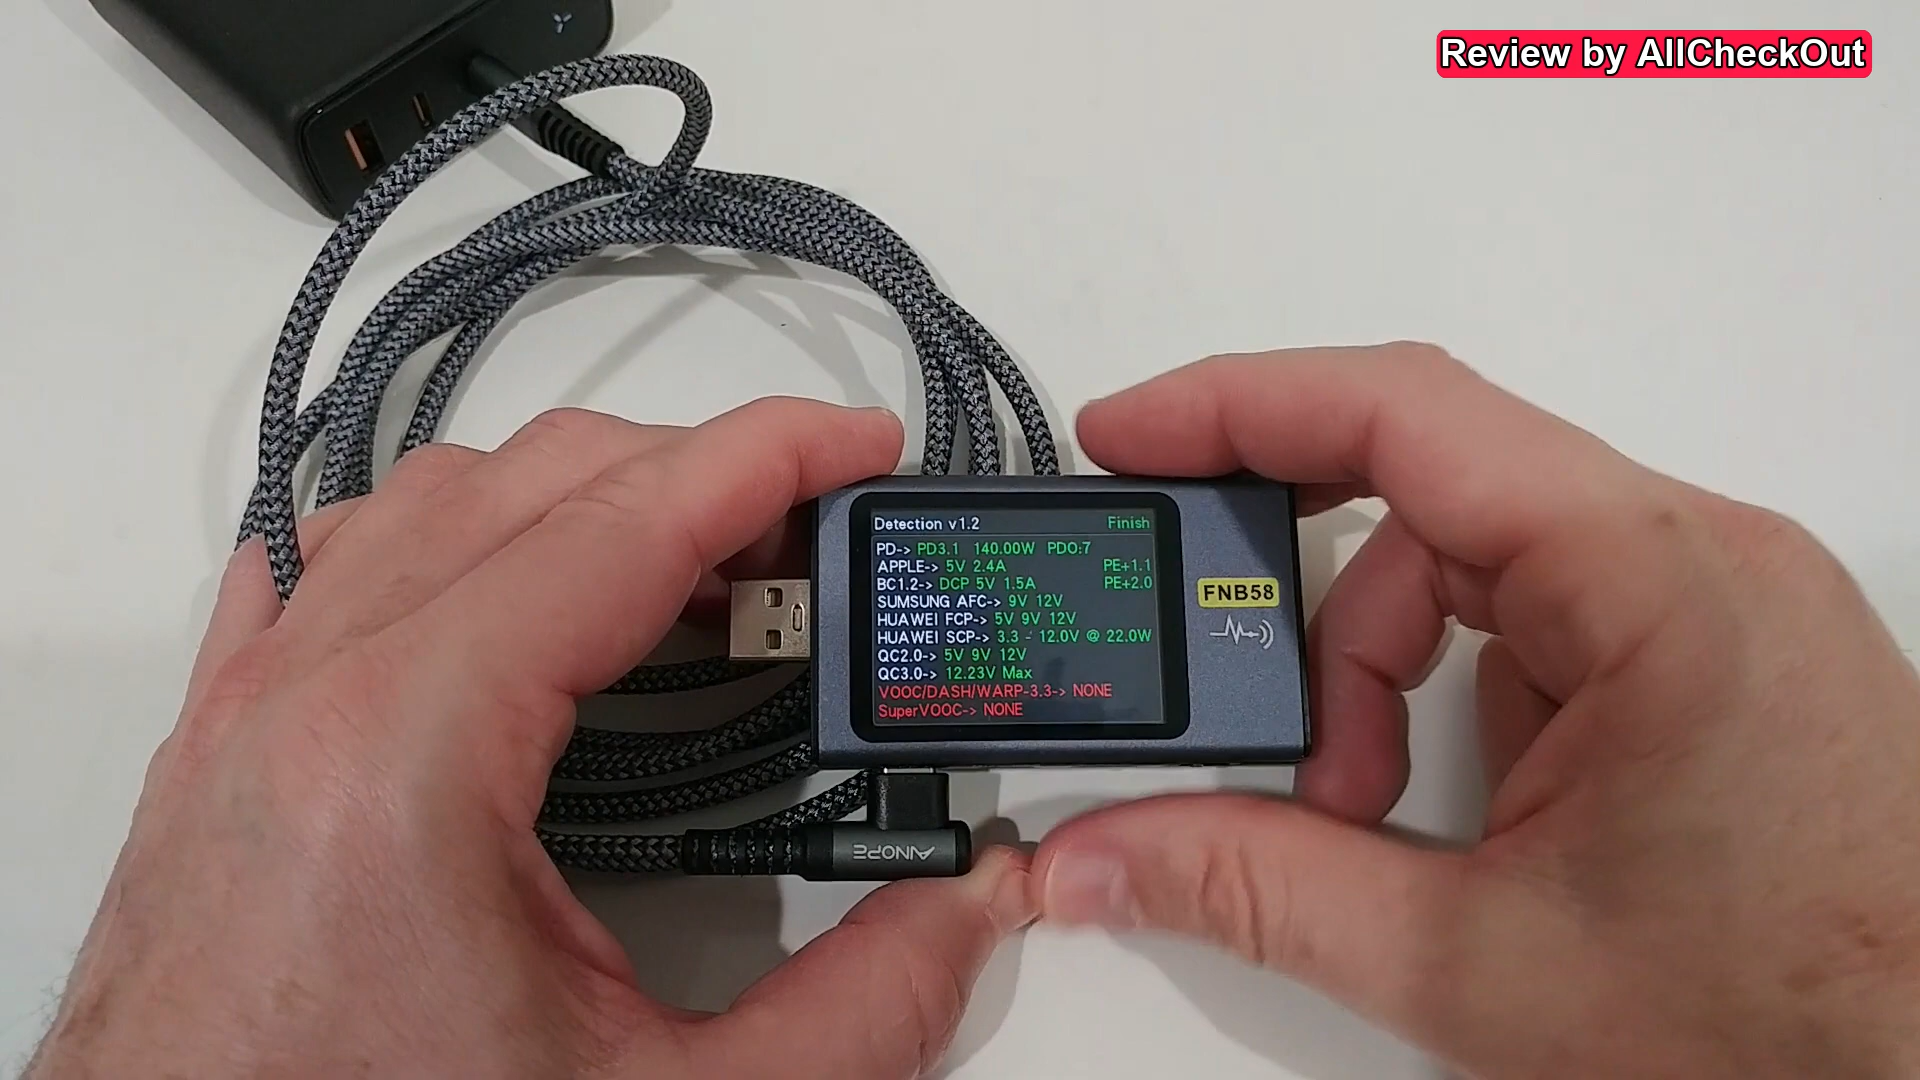 Review by AllCheckOut
Detection v1.2 Finish
PD-> PD3.1 140.00W PDO:7
APPLE-> 5V 2.4A PE+1.1
BC1.2-> DCP 5V 1.5A PE+2.0
SUMSUNG AFC-> 9V 12V
HUAWEI FCP-> 5V 9V 12V
HUAWEI SCP-> 3.3 - 12.0V @ 22.0W
QC2.0-> 5V 9V 12V
QC3.0-> 12.23V Max
VOOC/DASH/WARP-3.3-> NONE
SuperVOOC-> NONE
FNB58
AINOPE